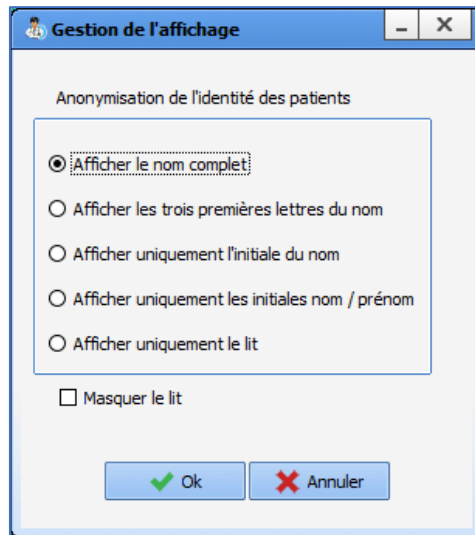 Gestion de l'affichage
Anonymisation de l'identité des patients
Afficher le nom complet
Afficher les trois premières lettres du nom
Afficher uniquement l'initiale du nom
Afficher uniquement les initiales nom / prénom
Afficher uniquement le lit
Masquer le lit
Ok Annuler